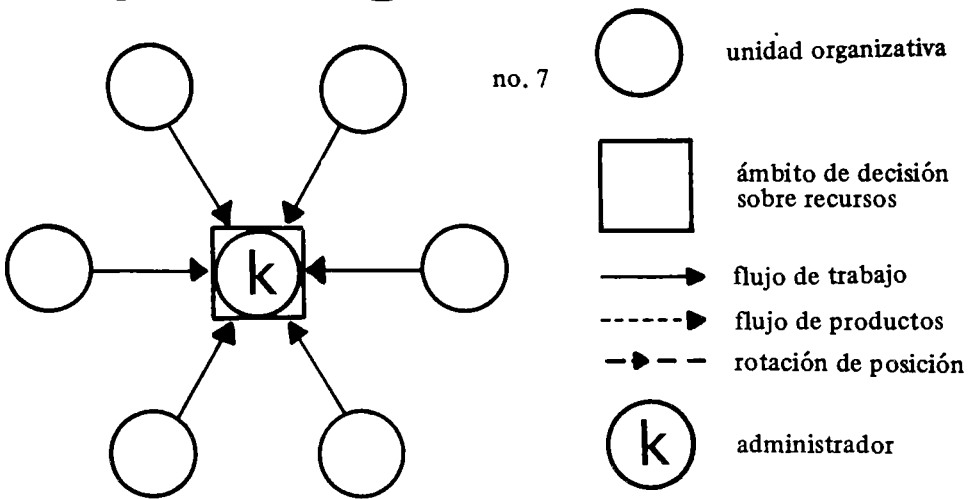 no. 7
unidad organizativa
ámbito de decisión
sobre recursos
flujo de trabajo
flujo de productos
rotación de posición
k
k
administrador